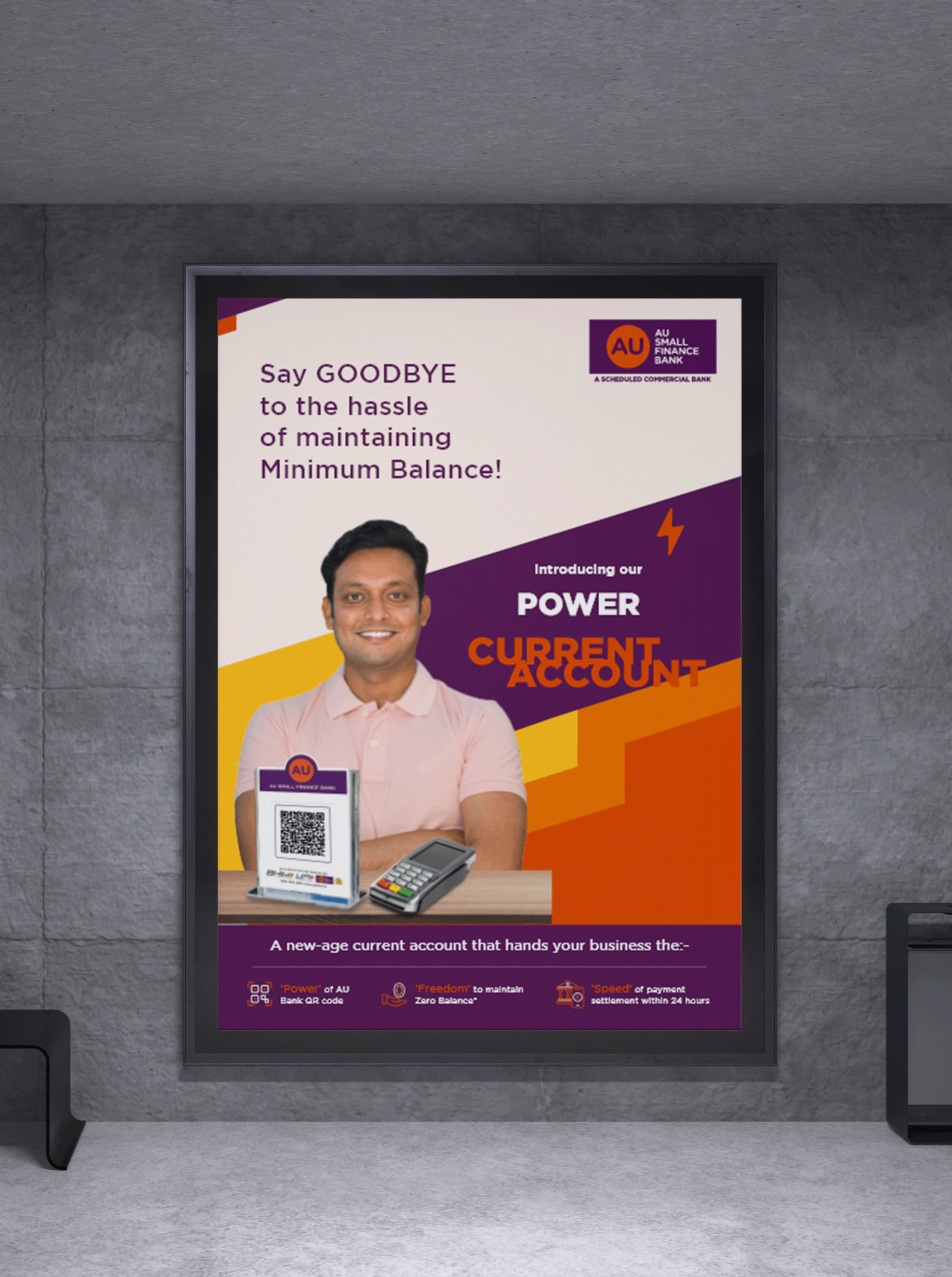 AU
AU
SMALL
FINANCE
BANK
A SCHEDULED COMMERCIAL BANK
Say GOODBYE
to the hassle
of maintaining
Minimum Balance!
Introducing our
POWER
CURRENT
ACCOUNT
AU
AU SMALL FINANCE BANK
BHIM UPI
A new-age current account that hands your business the:-
'Power' of AU
Bank QR code
'Freedom' to maintain
Zero Balance*
'Speed' of payment
settlement within 24 hours